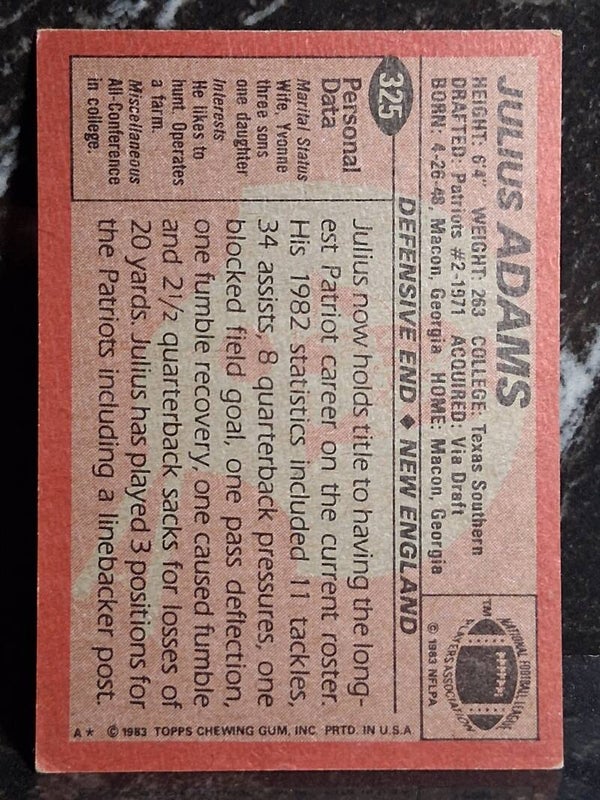 JULIUS ADAMS
HEIGHT: 6'4" WEIGHT: 263 COLLEGE: Texas Southern
DRAFTED: Patriots #2-1971 ACQUIRED: Via Draft
BORN: 4-26-48, Macon, Georgia HOME: Macon, Georgia
325
DEFENSIVE END ♦ NEW ENGLAND
NATIONAL FOOTBALL LEAGUE
PLAYERS ASSOCIATION
TM
© 1983 NFLPA
Personal
Data
Marital Status
Wife, Yvonne
three sons
one daughter
Interests
He likes to
hunt. Operates
a farm.
Miscellaneous
All-Conference
in college.
Julius now holds title to having the long-
est Patriot career on the current roster.
His 1982 statistics included 11 tackles,
34 assists, 8 quarterback pressures, one
blocked field goal, one pass deflection,
one fumble recovery, one caused fumble
and 2½ quarterback sacks for losses of
20 yards. Julius has played 3 positions for
the Patriots including a linebacker post.
A* © 1983 TOPPS CHEWING GUM, INC. PRTD. IN U.S.A